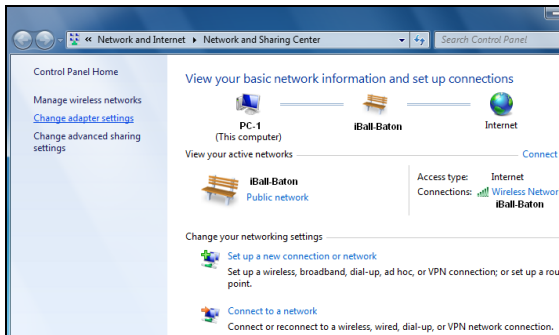 « Network and Internet ▸ Network and Sharing Center
Search Control Panel
Control Panel Home
Manage wireless networks
Change adapter settings
Change advanced sharing
settings
View your basic network information and set up connections
PC-1
(This computer)
iBall-Baton
Internet
View your active networks
Connect
iBall-Baton
Public network
Access type: Internet
Connections: Wireless Networ
iBall-Baton
Change your networking settings
Set up a new connection or network
Set up a wireless, broadband, dial-up, ad hoc, or VPN connection; or set up a rou
point.
Connect to a network
Connect or reconnect to a wireless, wired, dial-up, or VPN network connection.